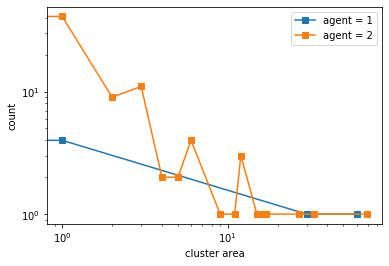 agent = 1
agent = 2
10¹
10⁰
count
10⁰
10¹
cluster area